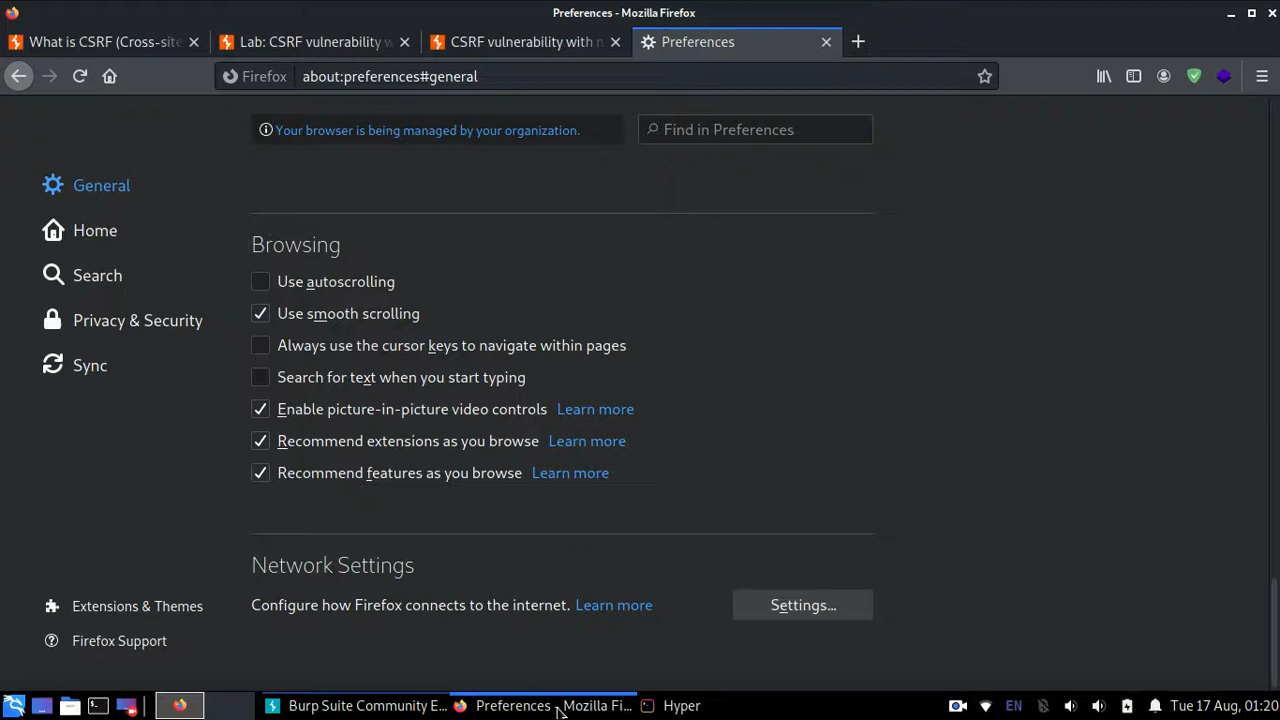 Preferences - Mozilla Firefox
What is CSRF (Cross-site
Lab: CSRF vulnerability w
CSRF vulnerability with n
Preferences
Firefox
about:preferences#general
Your browser is being managed by your organization.
Find in Preferences
General
Home
Search
Privacy & Security
Sync
Extensions & Themes
Firefox Support
Browsing
Use autoscrolling
Use smooth scrolling
Always use the cursor keys to navigate within pages
Search for text when you start typing
Enable picture-in-picture video controls Learn more
Recommend extensions as you browse Learn more
Recommend features as you browse Learn more
Network Settings
Configure how Firefox connects to the internet. Learn more
Settings...
Burp Suite Community E...
Preferences - Mozilla Fi...
Hyper
EN
Tue 17 Aug, 01:20